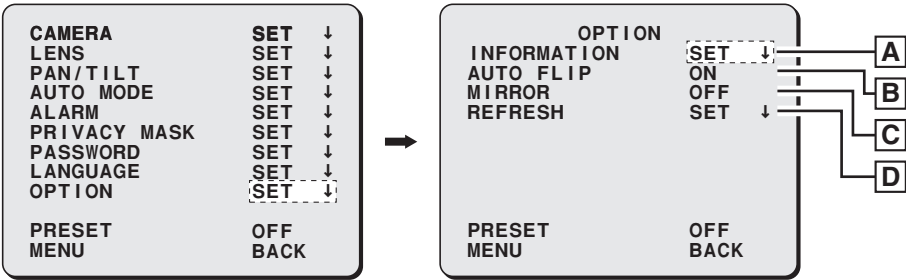 CAMERA SET ↓
LENS SET ↓
PAN/TILT SET ↓
AUTO MODE SET ↓
ALARM SET ↓
PRIVACY MASK SET ↓
PASSWORD SET ↓
LANGUAGE SET ↓
OPTION SET ↓
PRESET OFF
MENU BACK
OPTION
INFORMATION SET ↓
AUTO FLIP ON
MIRROR OFF
REFRESH SET ↓
PRESET OFF
MENU BACK
A
B
C
D